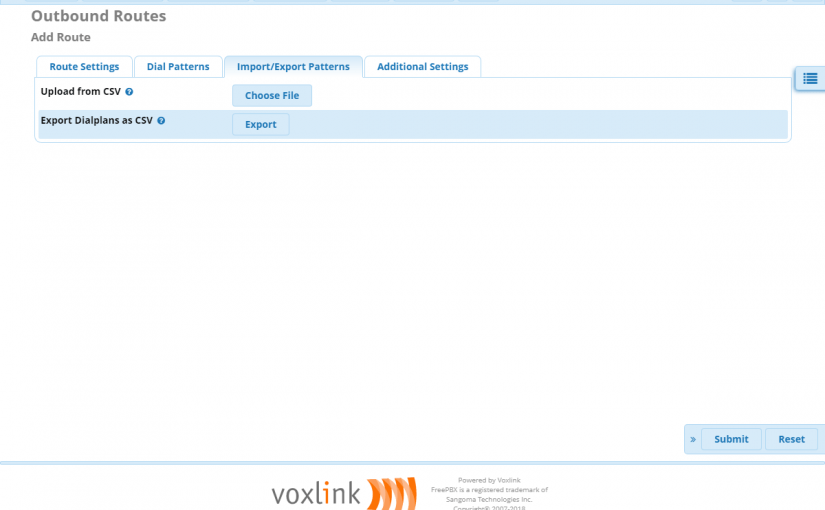 Outbound Routes
Add Route
Route Settings
Dial Patterns
Import/Export Patterns
Additional Settings
Upload from CSV
Choose File
Export Dialplans as CSV
Export
» Submit Reset
voxlink
Powered by Voxlink
FreePBX is a registered trademark of
Sangoma Technologies Inc.
Copyright© 2007-2018